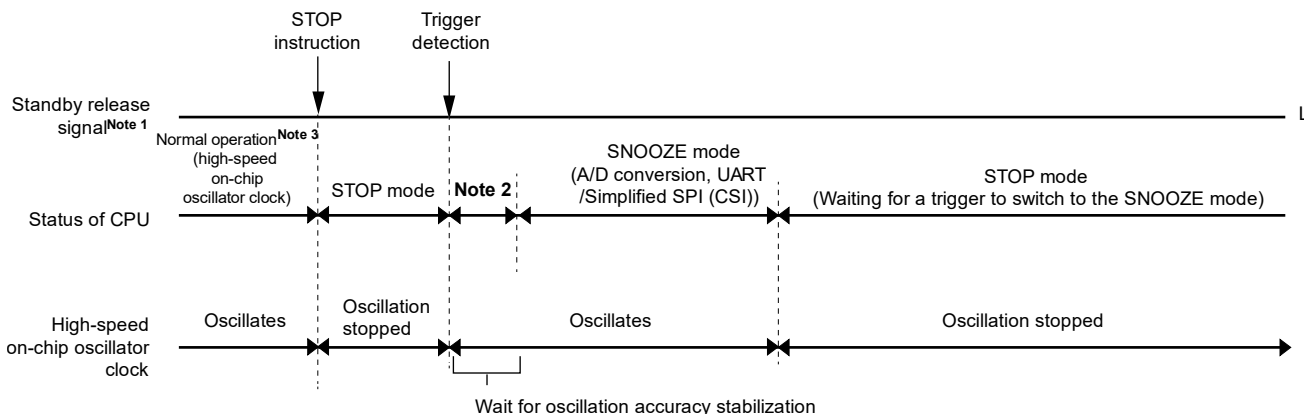 STOP
instruction
Trigger
detection
Standby release
signalNote 1
L
Normal operationNote 3
(high-speed
on-chip
oscillator clock)
STOP mode
Note 2
SNOOZE mode
(A/D conversion, UART
/Simplified SPI (CSI))
STOP mode
(Waiting for a trigger to switch to the SNOOZE mode)
Status of CPU
High-speed
on-chip oscillator
clock
Oscillates
Oscillation
stopped
Oscillates
Oscillation stopped
Wait for oscillation accuracy stabilization